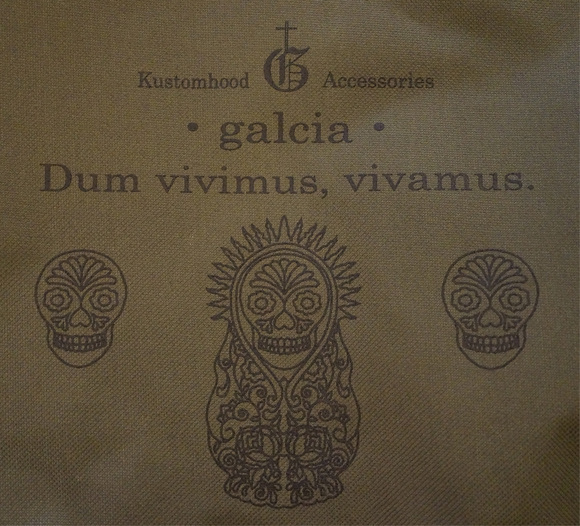 Kustomhood G Accessories
• galcia •
Dum vivimus, vivamus.